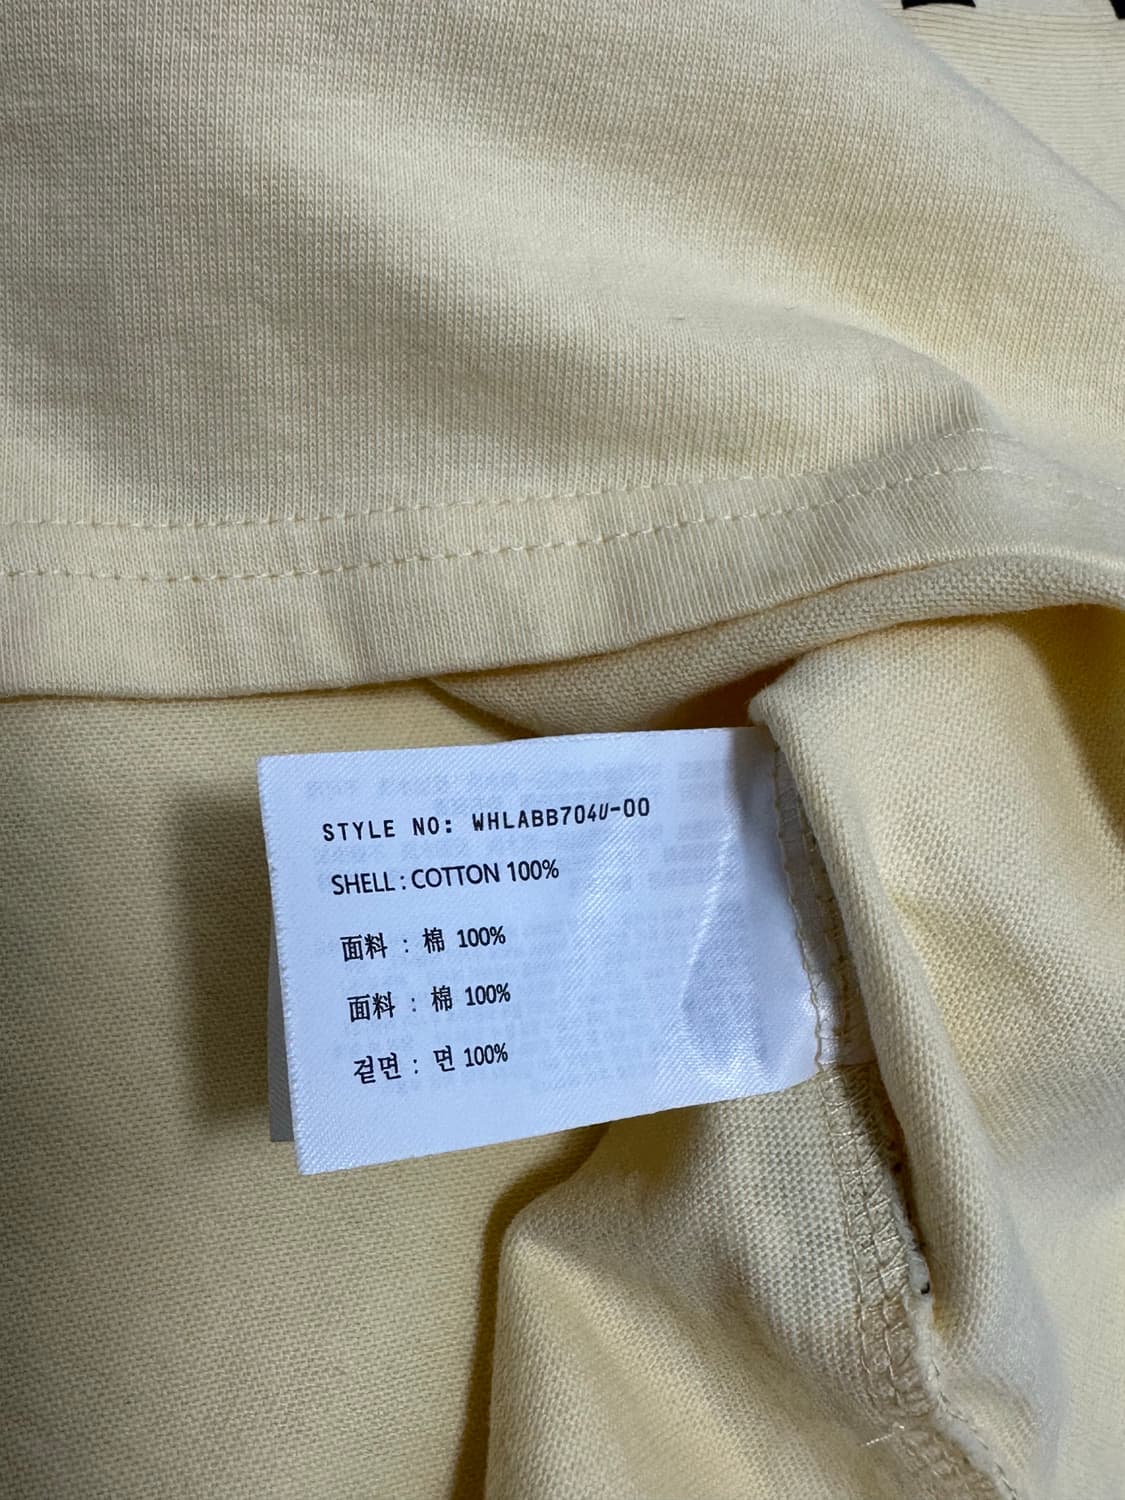 STYLE NO: WHLABB704U-00
SHELL : COTTON 100%
面料 : 棉 100%
面料 : 棉 100%
겉면 : 면 100%